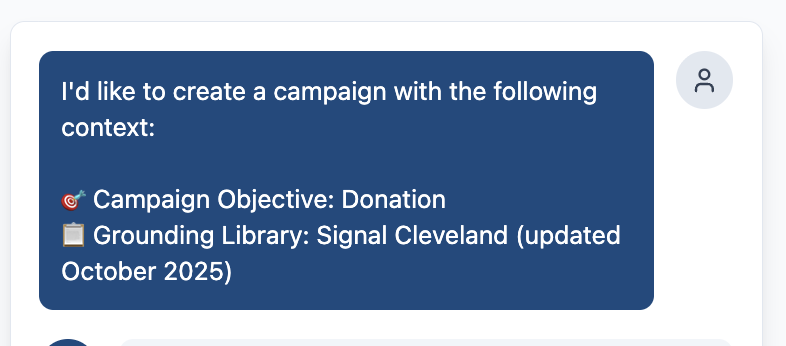 I'd like to create a campaign with the following
context:
🎯 Campaign Objective: Donation
📋 Grounding Library: Signal Cleveland (updated
October 2025)